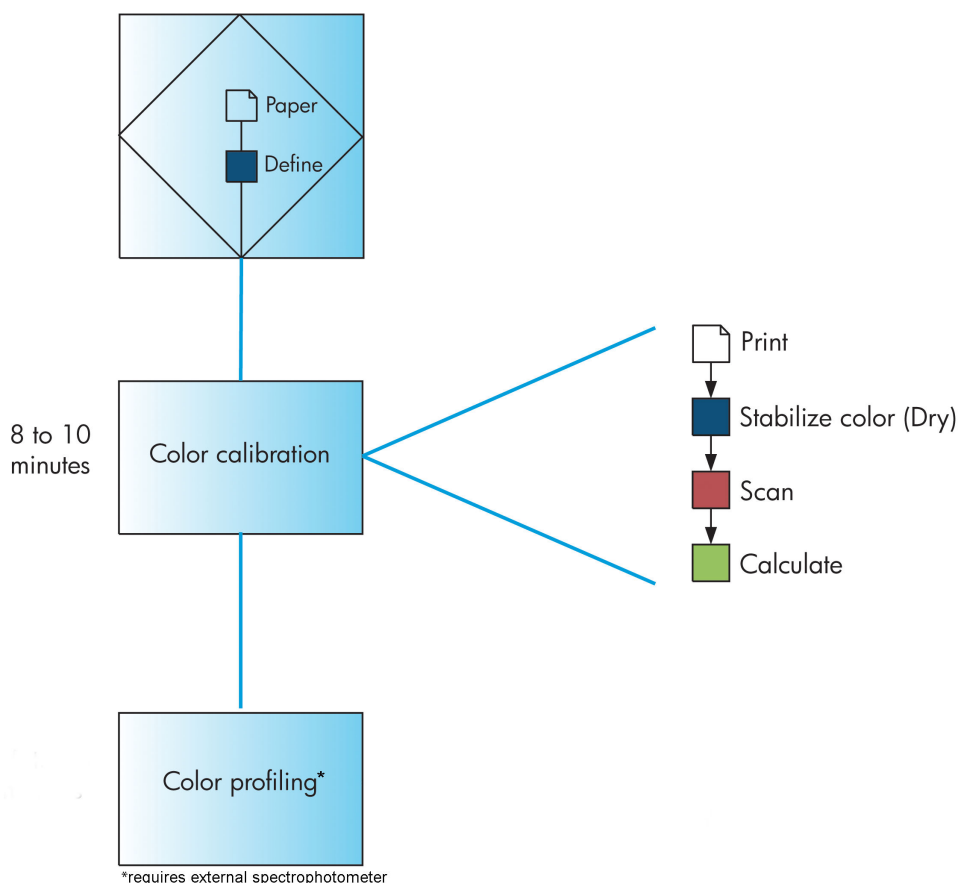 Paper
Define
8 to 10
minutes
Color calibration
Print
Stabilize color (Dry)
Scan
Calculate
Color profiling*
*requires external spectrophotometer